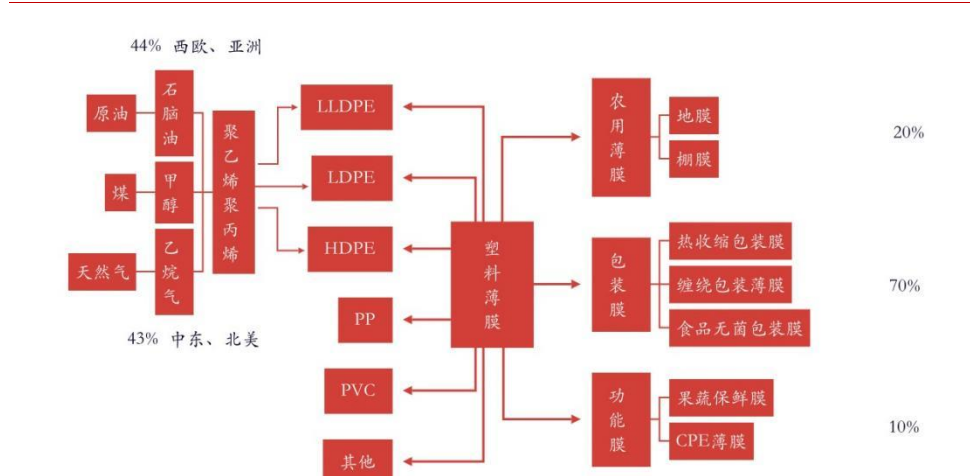 44% 西欧、亚洲
原油
石脑油
煤
甲醇
天然气
乙烷气
43% 中东、北美
聚乙烯聚丙烯
LLDPE
LDPE
HDPE
PP
PVC
其他
塑料薄膜
农用薄膜
地膜
棚膜
20%
包装膜
热收缩包装膜
缠绕包装薄膜
食品无菌包装膜
70%
功能膜
果蔬保鲜膜
CPE薄膜
10%